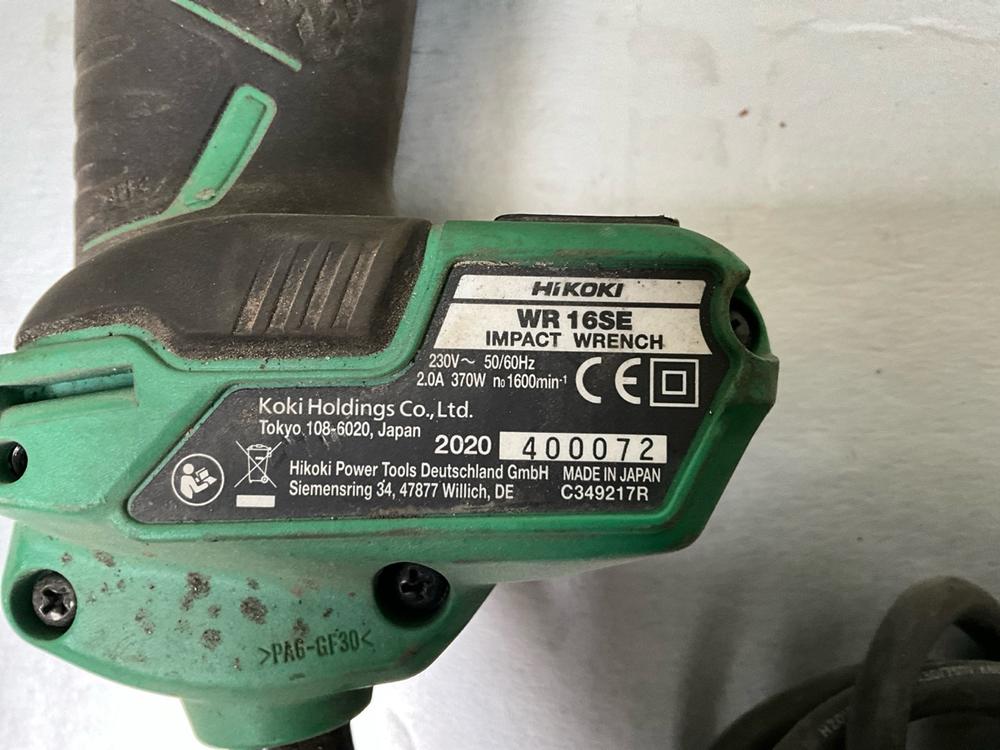 HiKOKI
WR 16SE
IMPACT WRENCH
230V～ 50/60Hz
2.0A 370W n₀1600min⁻¹
CE
Koki Holdings Co.,Ltd.
Tokyo 108-6020, Japan
2020 400072
Hikoki Power Tools Deutschland GmbH MADE IN JAPAN
Siemensring 34, 47877 Willich, DE C349217R
>PA6-GF30<